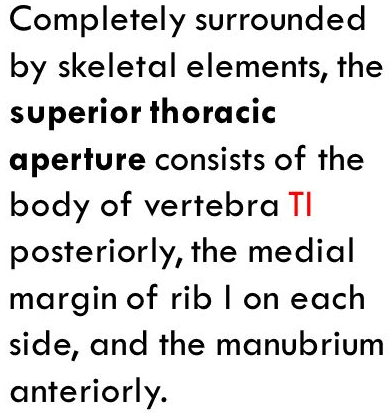 Completely surrounded
by skeletal elements, the
superior thoracic
aperture consists of the
body of vertebra TI
posteriorly, the medial
margin of rib I on each
side, and the manubrium
anteriorly.